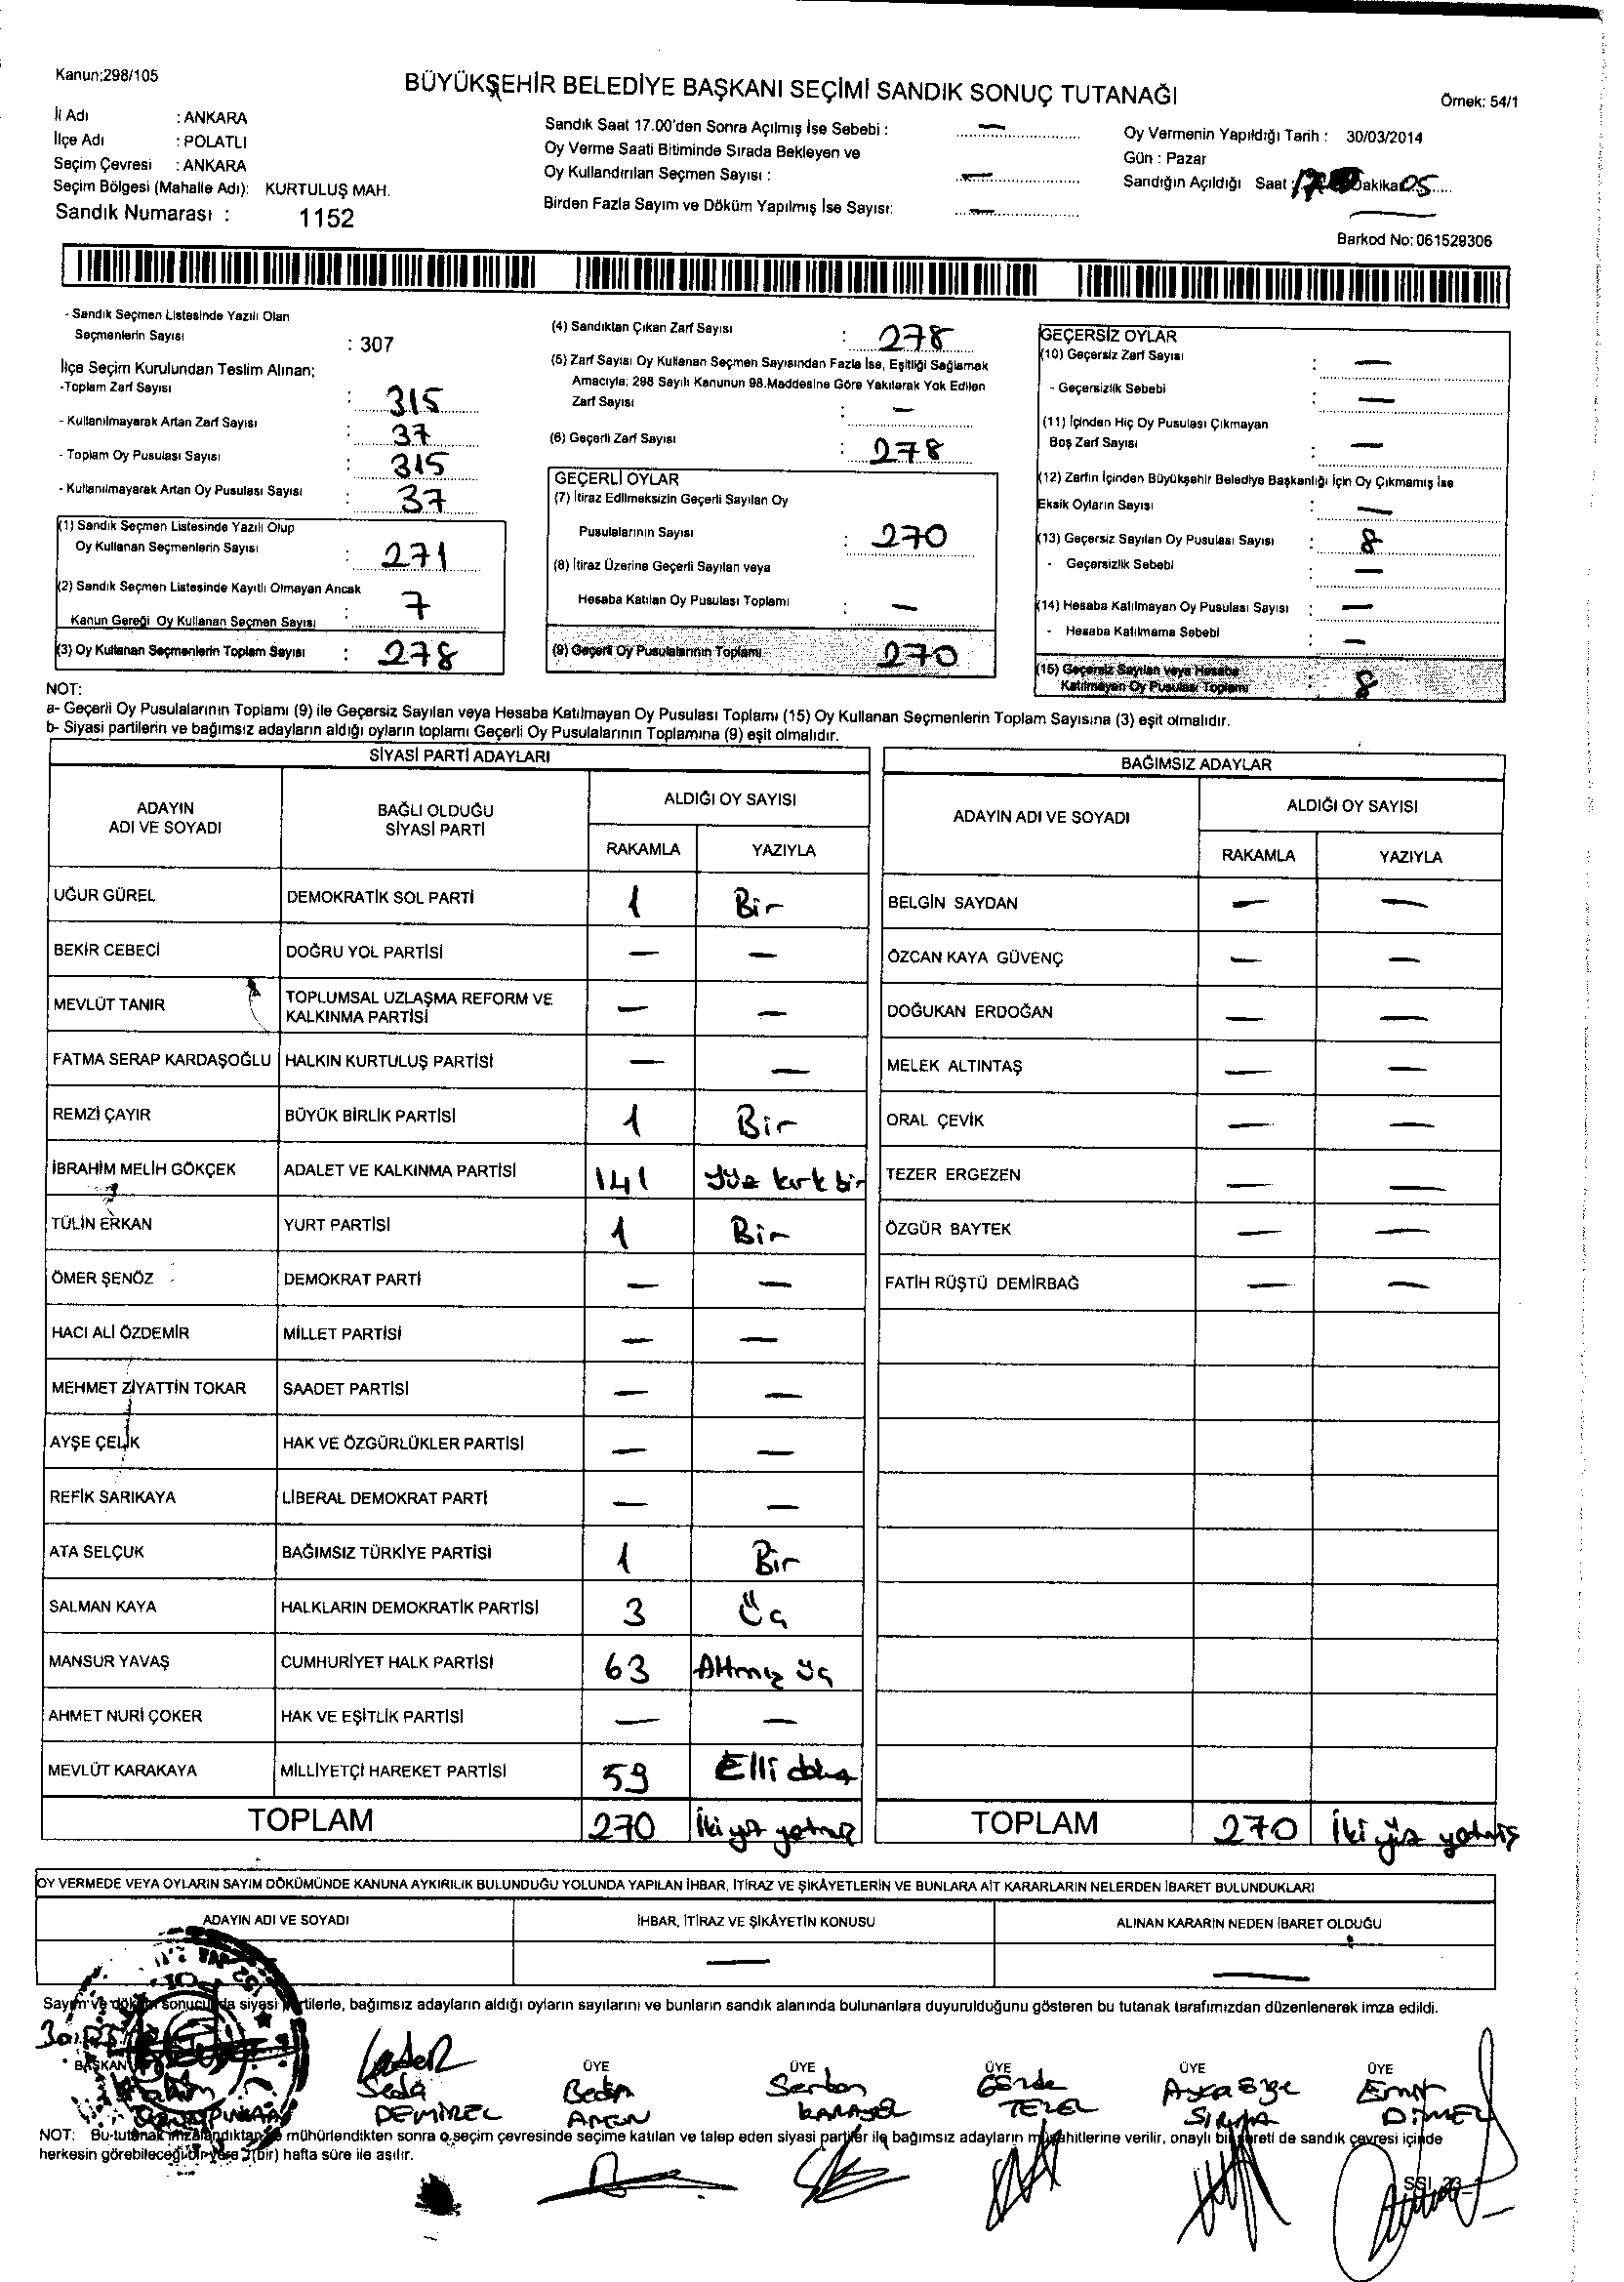 Kanun:298/105
BÜYÜKŞEHİR BELEDİYE BAŞKANI SEÇİMİ SANDIK SONUÇ TUTANAĞI
Örnek: 54/1
İl Adı : ANKARA
İlçe Adı : POLATLI
Seçim Çevresi : ANKARA
Seçim Bölgesi (Mahalle Adı): KURTULUŞ MAH.
Sandık Numarası : 1152
Sandık Saat 17.00'den Sonra Açılmış İse Sebebi : —
Oy Verme Saati Bitiminde Sırada Bekleyen ve
Oy Kullandırılan Seçmen Sayısı : —
Birden Fazla Sayım ve Döküm Yapılmış İse Sayısı: —
Oy Vermenin Yapıldığı Tarih : 30/03/2014
Gün : Pazar
Sandığın Açıldığı Saat : 17 Dakika 05
Barkod No: 061529306
- Sandık Seçmen Listesinde Yazılı Olan
Seçmenlerin Sayısı : 307
İlçe Seçim Kurulundan Teslim Alınan;
-Toplam Zarf Sayısı : 315
- Kullanılmayarak Artan Zarf Sayısı : 37
- Toplam Oy Pusulası Sayısı : 315
- Kullanılmayarak Artan Oy Pusulası Sayısı : 37
(1) Sandık Seçmen Listesinde Yazılı Olup
Oy Kullanan Seçmenlerin Sayısı : 271
(2) Sandık Seçmen Listesinde Kayıtlı Olmayan Ancak
Kanun Gereği Oy Kullanan Seçmen Sayısı : 7
(3) Oy Kullanan Seçmenlerin Toplam Sayısı : 278
(4) Sandıktan Çıkan Zarf Sayısı : 278
(5) Zarf Sayısı Oy Kullanan Seçmen Sayısından Fazla İse, Eşitliği Sağlamak
Amacıyla; 298 Sayılı Kanunun 98.Maddesine Göre Yakılarak Yok Edilen
Zarf Sayısı : —
(6) Geçerli Zarf Sayısı : 278
GEÇERLİ OYLAR
(7) İtiraz Edilmeksizin Geçerli Sayılan Oy
Pusulalarının Sayısı : 270
(8) İtiraz Üzerine Geçerli Sayılan veya
Hesaba Katılan Oy Pusulası Toplamı : —
(9) Geçerli Oy Pusulalarının Toplamı 270
GEÇERSİZ OYLAR
(10) Geçersiz Zarf Sayısı : —
- Geçersizlik Sebebi : —
(11) İçinden Hiç Oy Pusulası Çıkmayan
Boş Zarf Sayısı : —
(12) Zarfın İçinden Büyükşehir Belediye Başkanlığı İçin Oy Çıkmamış İse
Eksik Oyların Sayısı : —
(13) Geçersiz Sayılan Oy Pusulası Sayısı : 8
- Geçersizlik Sebebi : —
(14) Hesaba Katılmayan Oy Pusulası Sayısı : —
- Hesaba Katılmama Sebebi : —
(15) Geçersiz Sayılan veya Hesaba
Katılmayan Oy Pusulası Toplamı : 8
NOT:
a- Geçerli Oy Pusulalarının Toplamı (9) ile Geçersiz Sayılan veya Hesaba Katılmayan Oy Pusulası Toplamı (15) Oy Kullanan Seçmenlerin Toplam Sayısına (3) eşit olmalıdır.
b- Siyasi partilerin ve bağımsız adayların aldığı oyların toplamı Geçerli Oy Pusulalarının Toplamına (9) eşit olmalıdır.
SİYASİ PARTİ ADAYLARI
ADAYIN ADI VE SOYADI BAĞLI OLDUĞU SİYASİ PARTİ ALDIĞI OY SAYISI
RAKAMLA YAZIYLA
UĞUR GÜREL DEMOKRATİK SOL PARTİ 1 Bir
BEKİR CEBECİ DOĞRU YOL PARTİSİ — —
MEVLÜT TANIR TOPLUMSAL UZLAŞMA REFORM VE KALKINMA PARTİSİ — —
FATMA SERAP KARDAŞOĞLU HALKIN KURTULUŞ PARTİSİ — —
REMZİ ÇAYIR BÜYÜK BİRLİK PARTİSİ 1 Bir
İBRAHİM MELİH GÖKÇEK ADALET VE KALKINMA PARTİSİ 141 Yüz kırk bir
TÜLİN ERKAN YURT PARTİSİ 1 Bir
ÖMER ŞENÖZ DEMOKRAT PARTİ — —
HACI ALİ ÖZDEMİR MİLLET PARTİSİ — —
MEHMET ZİYATTİN TOKAR SAADET PARTİSİ — —
AYŞE ÇELİK HAK VE ÖZGÜRLÜKLER PARTİSİ — —
REFİK SARIKAYA LİBERAL DEMOKRAT PARTİ — —
ATA SELÇUK BAĞIMSIZ TÜRKİYE PARTİSİ 1 Bir
SALMAN KAYA HALKLARIN DEMOKRATİK PARTİSİ 3 Üç
MANSUR YAVAŞ CUMHURİYET HALK PARTİSİ 63 Altmış üç
AHMET NURİ ÇOKER HAK VE EŞİTLİK PARTİSİ — —
MEVLÜT KARAKAYA MİLLİYETÇİ HAREKET PARTİSİ 59 Elli dokuz
TOPLAM 270 İki yüz yetmiş
BAĞIMSIZ ADAYLAR
ADAYIN ADI VE SOYADI ALDIĞI OY SAYISI
RAKAMLA YAZIYLA
BELGİN SAYDAN — —
ÖZCAN KAYA GÜVENÇ — —
DOĞUKAN ERDOĞAN — —
MELEK ALTINTAŞ — —
ORAL ÇEVİK — —
TEZER ERGEZEN — —
ÖZGÜR BAYTEK — —
FATİH RÜŞTÜ DEMİRBAĞ — —
TOPLAM 270 İki yüz yetmiş
OY VERMEDE VEYA OYLARIN SAYIM DÖKÜMÜNDE KANUNA AYKIRILIK BULUNDUĞU YOLUNDA YAPILAN İHBAR, İTİRAZ VE ŞİKÂYETLERİN VE BUNLARA AİT KARARLARIN NELERDEN İBARET BULUNDUKLARI
ADAYIN ADI VE SOYADI İHBAR, İTİRAZ VE ŞİKÂYETİN KONUSU ALINAN KARARIN NEDEN İBARET OLDUĞU
— —
Sayım ve döküm sonucunda siyasi partilerle, bağımsız adayların aldığı oyların sayılarını ve bunların sandık alanında bulunanlara duyurulduğunu gösteren bu tutanak tarafımızdan düzenlenerek imza edildi.
BAŞKAN ÜYE ÜYE ÜYE ÜYE ÜYE
Seda Serkan Gözde
DEMİREL KARAYEL TEZEL
NOT: Bu tutanak imzalandıktan ve mühürlendikten sonra o seçim çevresinde seçime katılan ve talep eden siyasi partiler ile bağımsız adayların müşahitlerine verilir, onaylı bir sureti de sandık çevresi içinde
herkesin görebileceği bir yere 1(bir) hafta süre ile asılır.